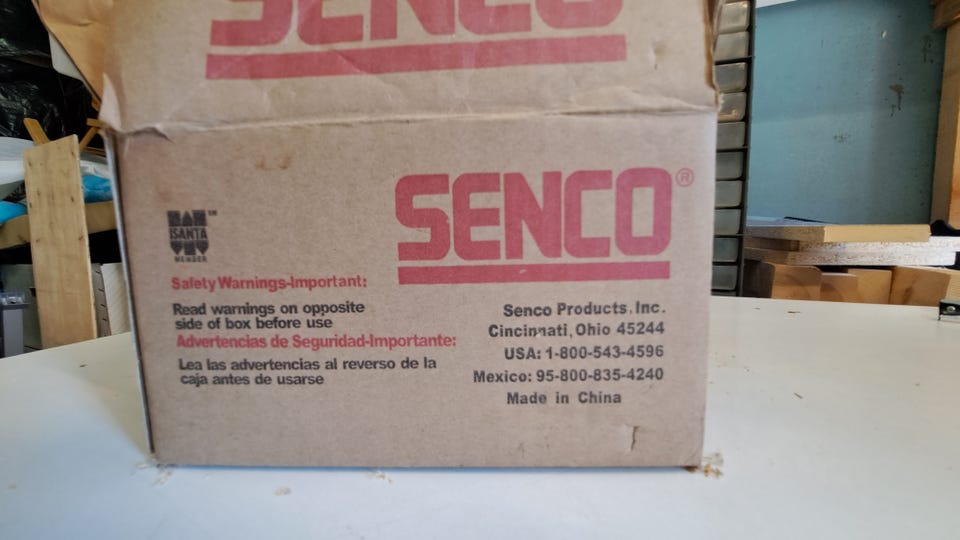 SENCO
SENCO®
ISANTA™
MEMBER
Safety Warnings-Important:
Read warnings on opposite
side of box before use
Advertencias de Seguridad-Importante:
Lea las advertencias al reverso de la
caja antes de usarse
Senco Products, Inc.
Cincinnati, Ohio 45244
USA: 1-800-543-4596
Mexico: 95-800-835-4240
Made in China